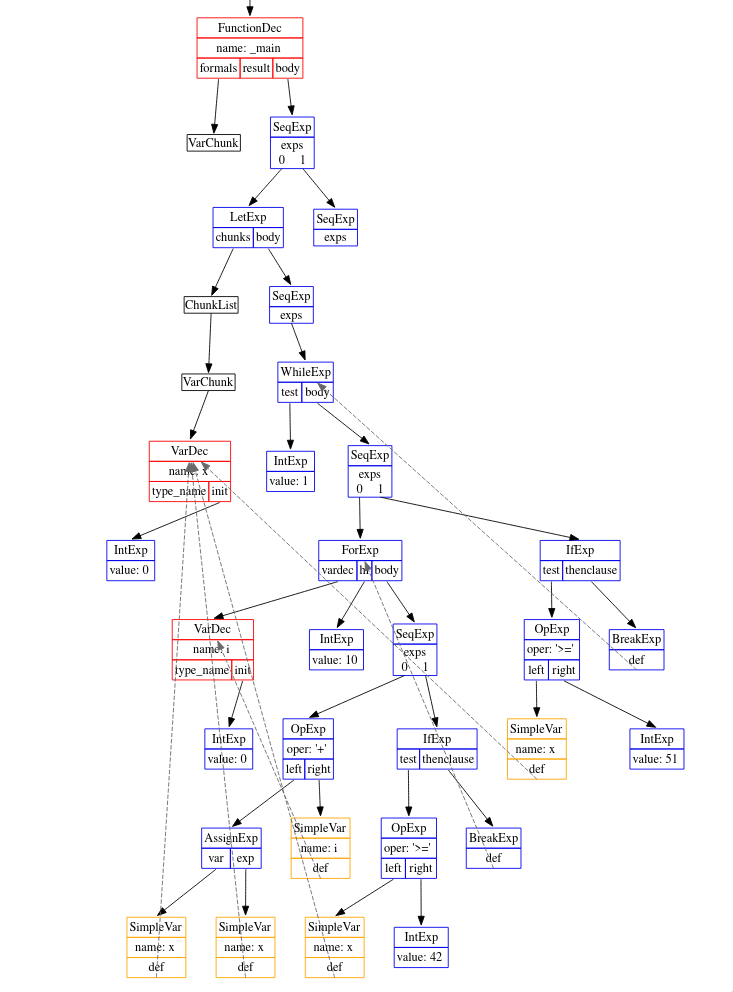 FunctionDec
name: _main
formals result body
VarChunk
SeqExp
exps
0 1
LetExp
chunks body
SeqExp
exps
ChunkList
SeqExp
exps
VarChunk
WhileExp
test body
VarDec
name: x
type_name init
IntExp
value: 1
SeqExp
exps
0 1
IntExp
value: 0
ForExp
vardec hi body
IfExp
test thenclause
VarDec
name: i
type_name init
IntExp
value: 10
SeqExp
exps
0 1
OpExp
oper: '>='
left right
BreakExp
def
IntExp
value: 0
OpExp
oper: '+'
left right
IfExp
test thenclause
SimpleVar
name: x
def
IntExp
value: 51
AssignExp
var exp
SimpleVar
name: i
def
OpExp
oper: '>='
left right
BreakExp
def
SimpleVar
name: x
def
SimpleVar
name: x
def
SimpleVar
name: x
def
IntExp
value: 42